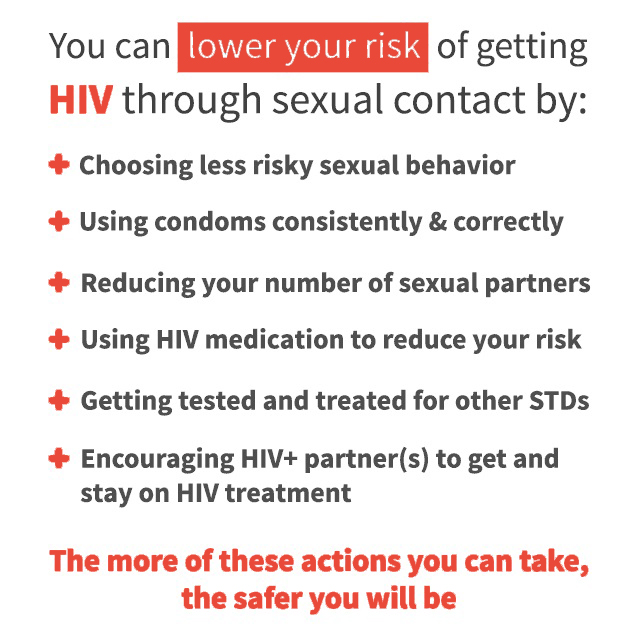 You can lower your risk of getting
HIV through sexual contact by:
Choosing less risky sexual behavior
Using condoms consistently & correctly
Reducing your number of sexual partners
Using HIV medication to reduce your risk
Getting tested and treated for other STDs
Encouraging HIV+ partner(s) to get and
stay on HIV treatment
The more of these actions you can take,
the safer you will be